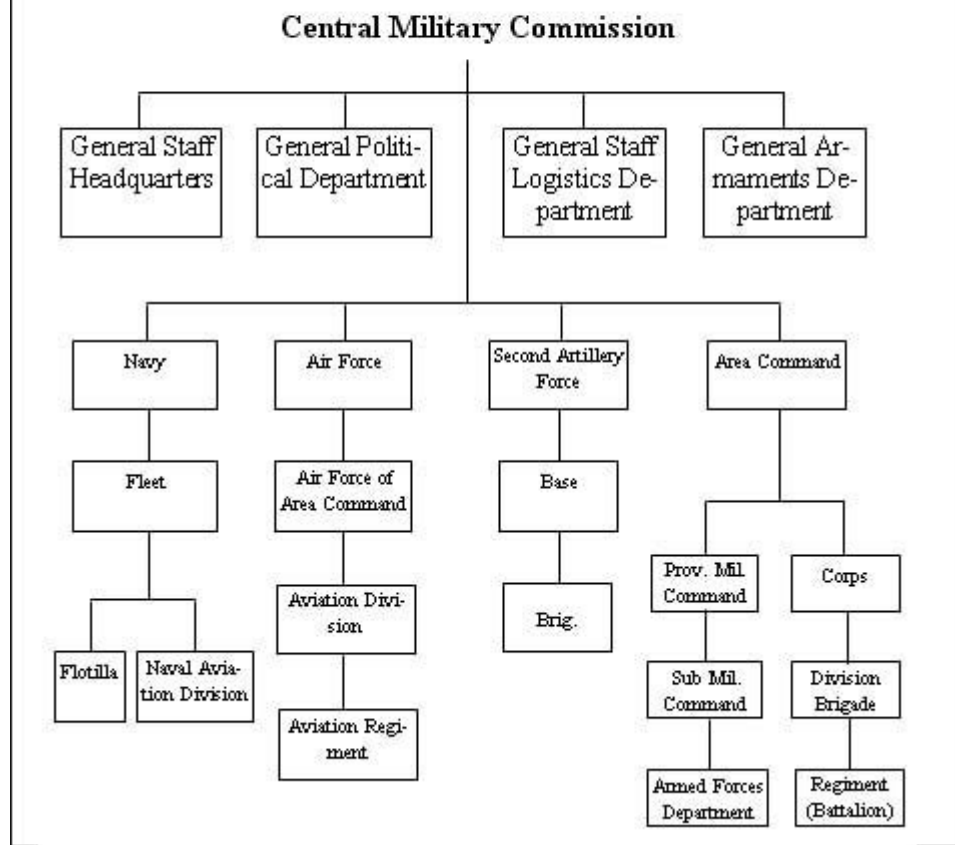 Central Military Commission
General Staff
Headquarters
General Politi-
cal Department
General Staff
Logistics De-
partment
General Ar-
maments De-
partment
Navy
Air Force
Second Artillery
Force
Area Command
Fleet
Air Force of
Area Command
Base
Prov. Mil.
Command
Corps
Aviation Divi-
sion
Brig.
Flotilla
Naval Avia-
tion Division
Sub Mil.
Command
Division
Brigade
Aviation Regi-
ment
Armed Forces
Department
Regiment
(Battalion)